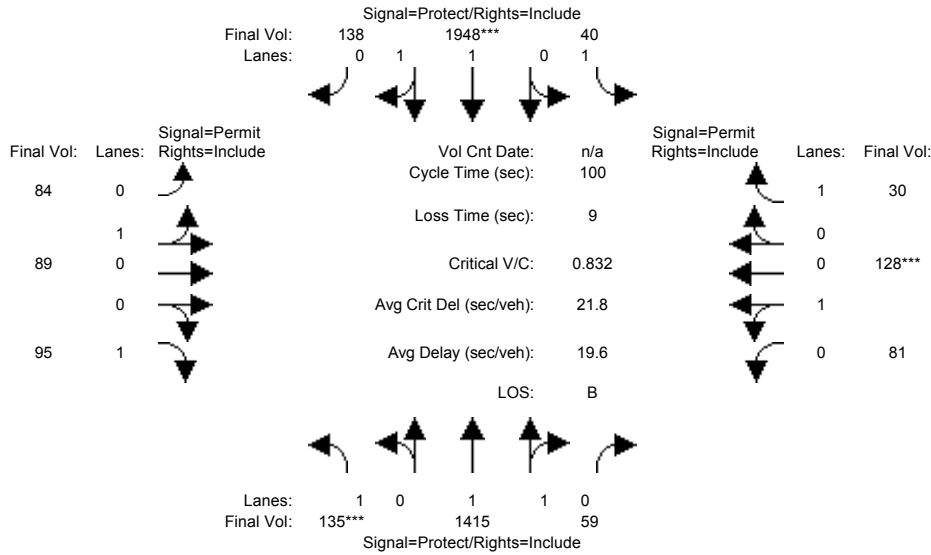 Signal=Protect/Rights=Include
Final Vol: 138 1948*** 40
Lanes: 0 1 1 0 1
Signal=Permit
Final Vol: Lanes: Rights=Include
Vol Cnt Date: n/a
Signal=Permit
Rights=Include Lanes: Final Vol:
Cycle Time (sec): 100
84 0
1 30
Loss Time (sec): 9
1
0
89 0
Critical V/C: 0.832
0 128***
0
Avg Crit Del (sec/veh): 21.8
1
95 1
Avg Delay (sec/veh): 19.6
0 81
LOS: B
Lanes: 1 0 1 1 0
Final Vol: 135*** 1415 59
Signal=Protect/Rights=Include